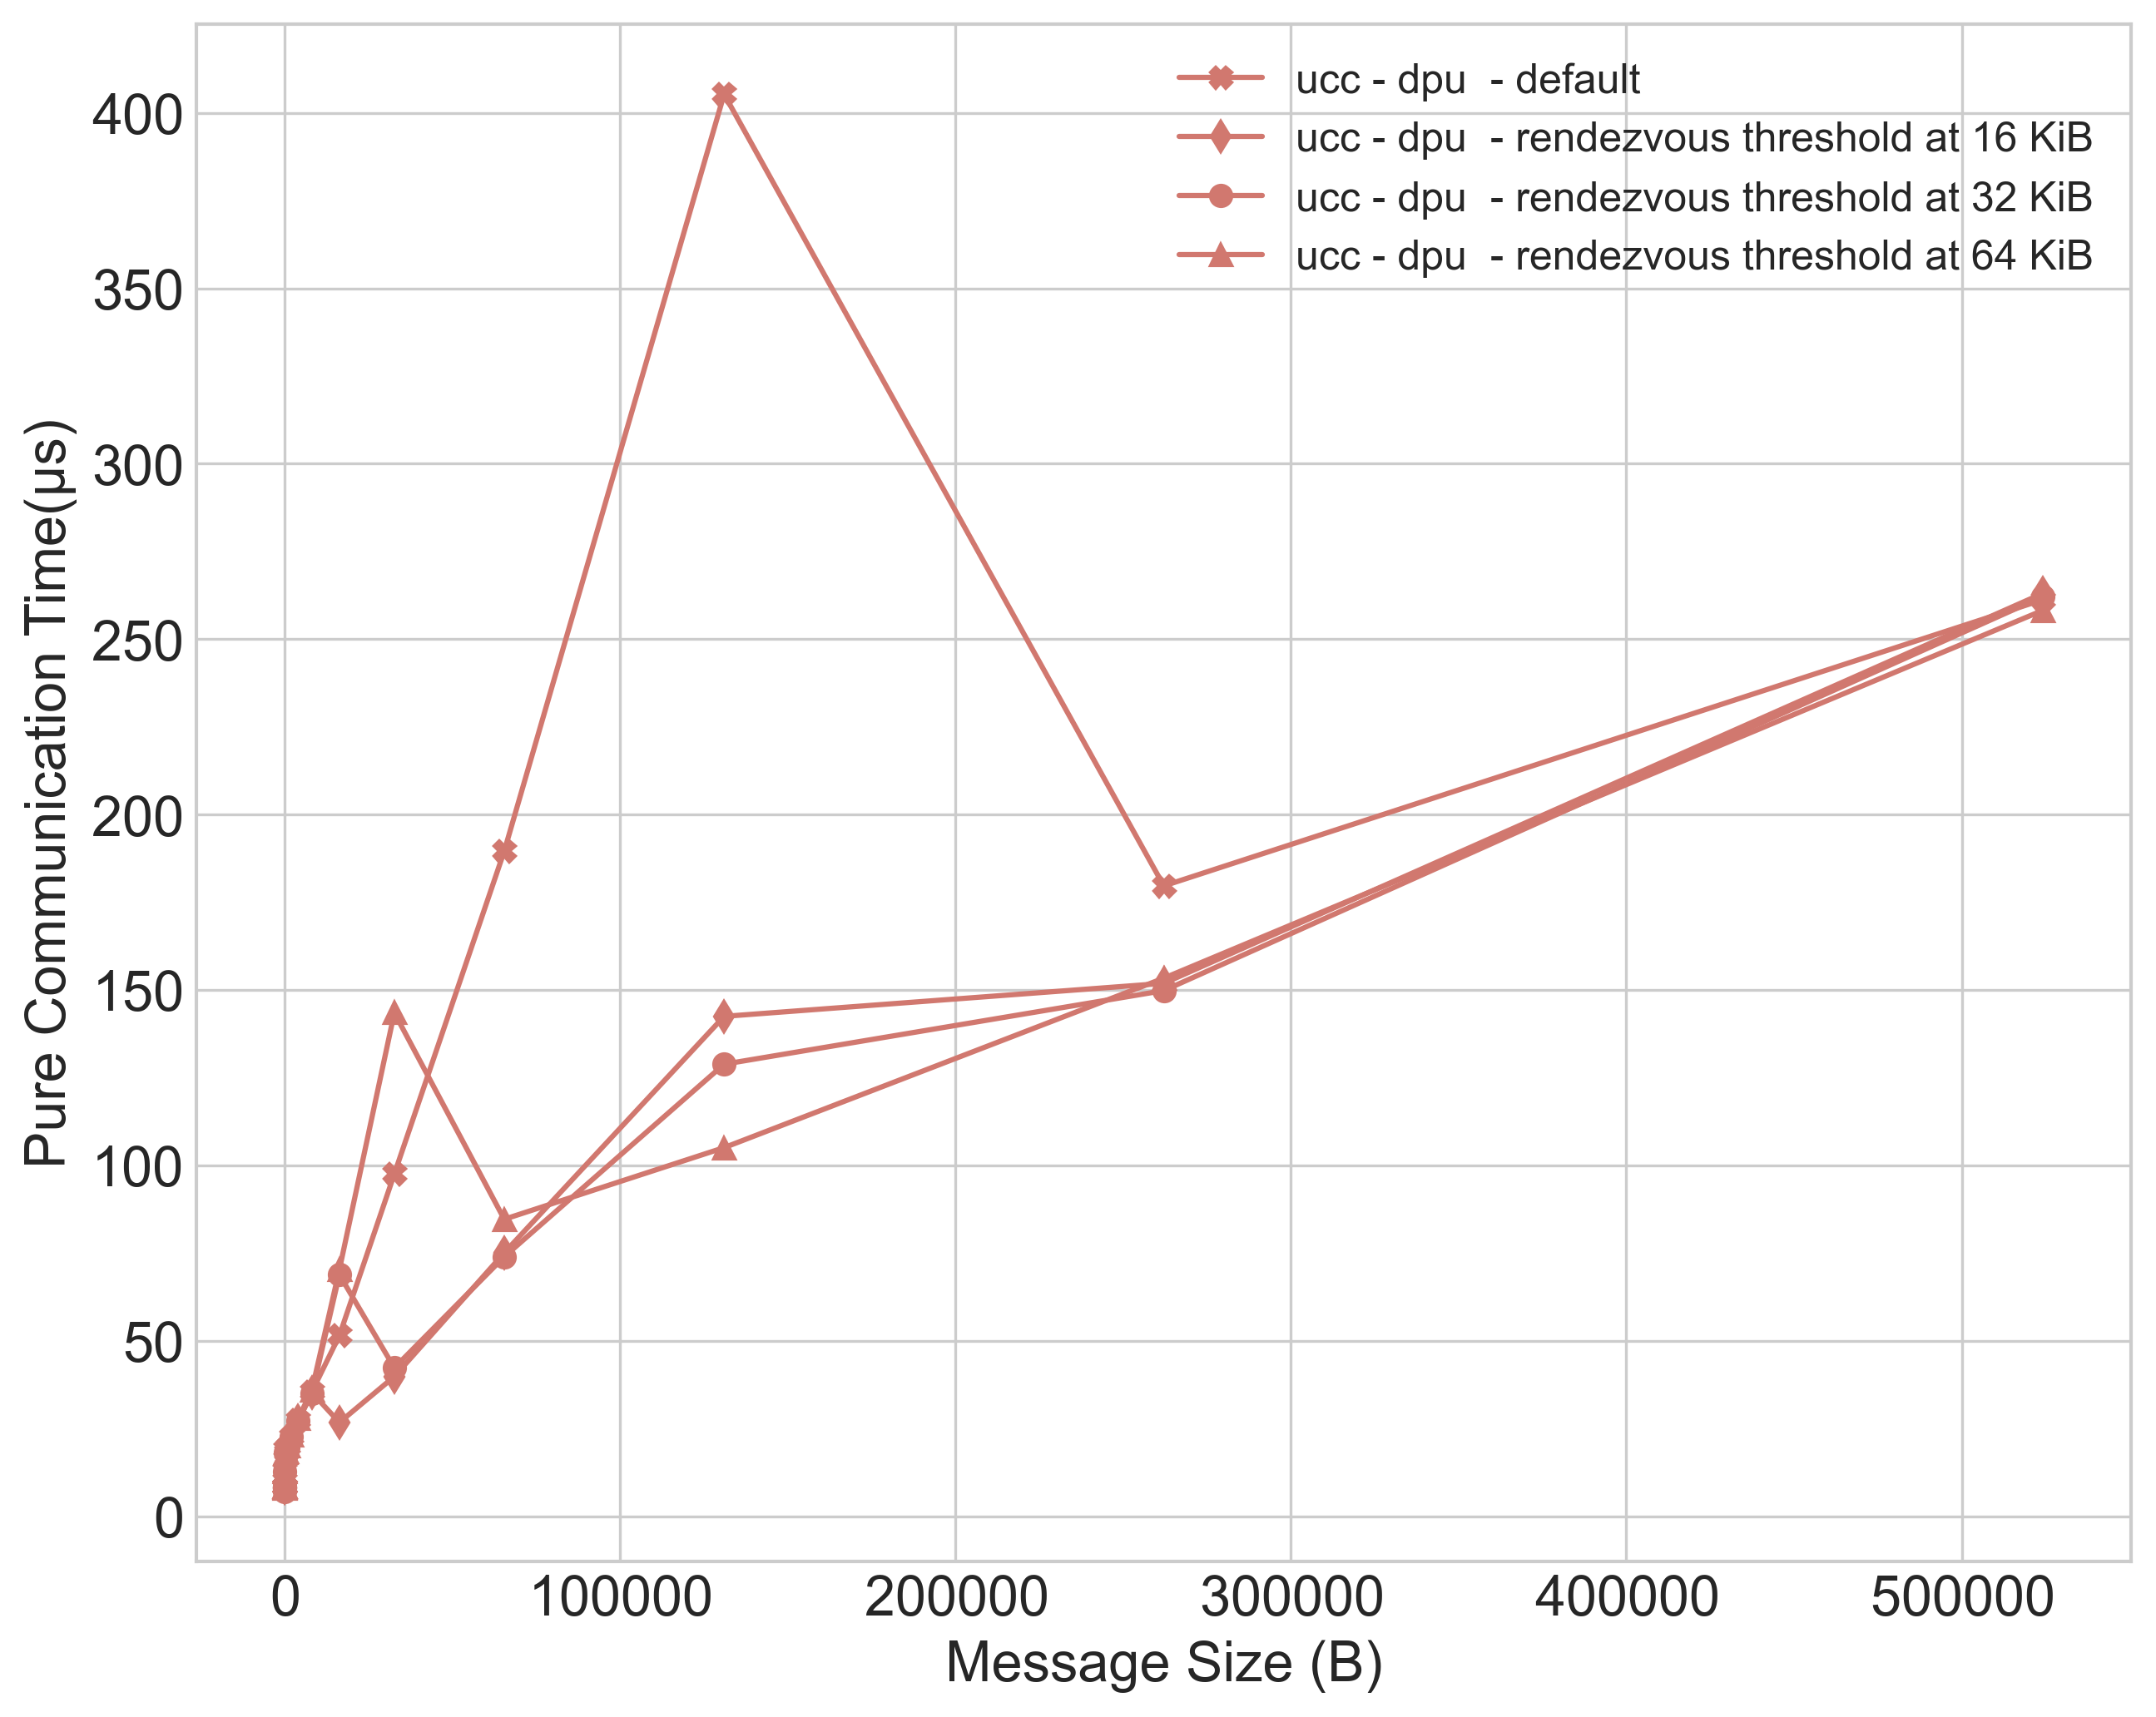 ucc - dpu  - default
ucc - dpu  - rendezvous threshold at 16 KiB
ucc - dpu  - rendezvous threshold at 32 KiB
ucc - dpu  - rendezvous threshold at 64 KiB
Pure Communication Time(μs)
400
350
300
250
200
150
100
50
0
0 100000 200000 300000 400000 500000
Message Size (B)